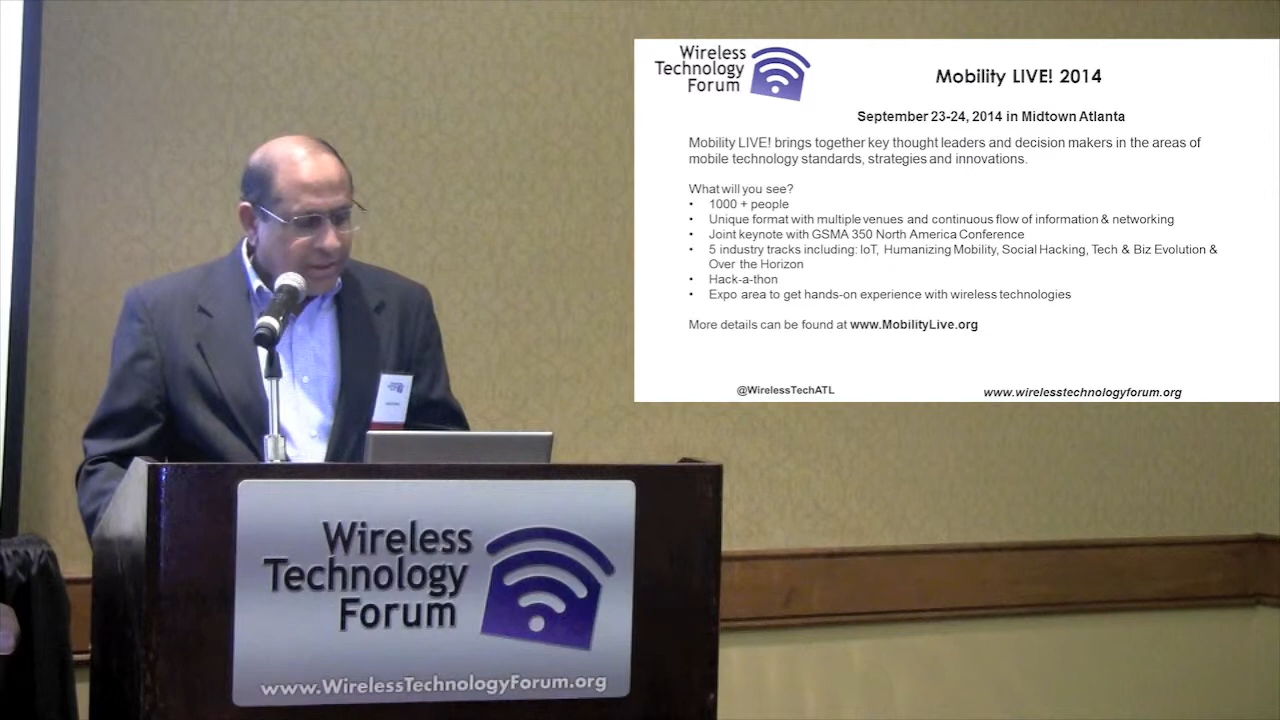 Wireless
Technology
Forum
Mobility LIVE! 2014
September 23-24, 2014 in Midtown Atlanta
Mobility LIVE! brings together key thought leaders and decision makers in the areas of
mobile technology standards, strategies and innovations.
What will you see?
• 1000 + people
• Unique format with multiple venues and continuous flow of information & networking
• Joint keynote with GSMA 350 North America Conference
• 5 industry tracks including: IoT, Humanizing Mobility, Social Hacking, Tech & Biz Evolution &
Over the Horizon
• Hack-a-thon
• Expo area to get hands-on experience with wireless technologies
More details can be found at www.MobilityLive.org
@WirelessTechATL
www.wirelesstechnologyforum.org
Wireless
Technology
Forum
www.WirelessTechnologyForum.org